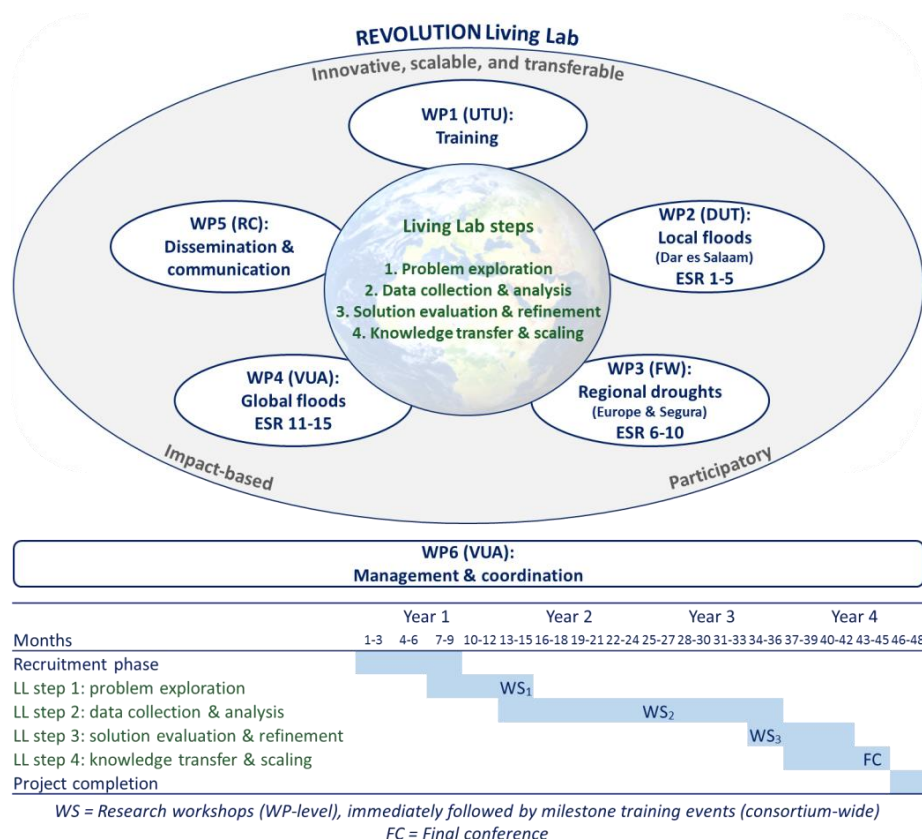 REVOLUTION Living Lab
Innovative, scalable, and transferable
WP1 (UTU):
Training
WP5 (RC):
Dissemination &
communication
WP2 (DUT):
Local floods
(Dar es Salaam)
ESR 1-5
Living Lab steps
1. Problem exploration
2. Data collection & analysis
3. Solution evaluation & refinement
4. Knowledge transfer & scaling
WP4 (VUA):
Global floods
ESR 11-15
WP3 (FW):
Regional droughts
(Europe & Segura)
ESR 6-10
Impact-based
Participatory
WP6 (VUA):
Management & coordination
Year 1 Year 2 Year 3 Year 4
Months 1-3 4-6 7-9 10-12 13-15 16-18 19-21 22-24 25-27 28-30 31-33 34-36 37-39 40-42 43-45 46-48
Recruitment phase
LL step 1: problem exploration WS1
LL step 2: data collection & analysis WS2
LL step 3: solution evaluation & refinement WS3
LL step 4: knowledge transfer & scaling FC
Project completion
WS = Research workshops (WP-level), immediately followed by milestone training events (consortium-wide)
FC = Final conference